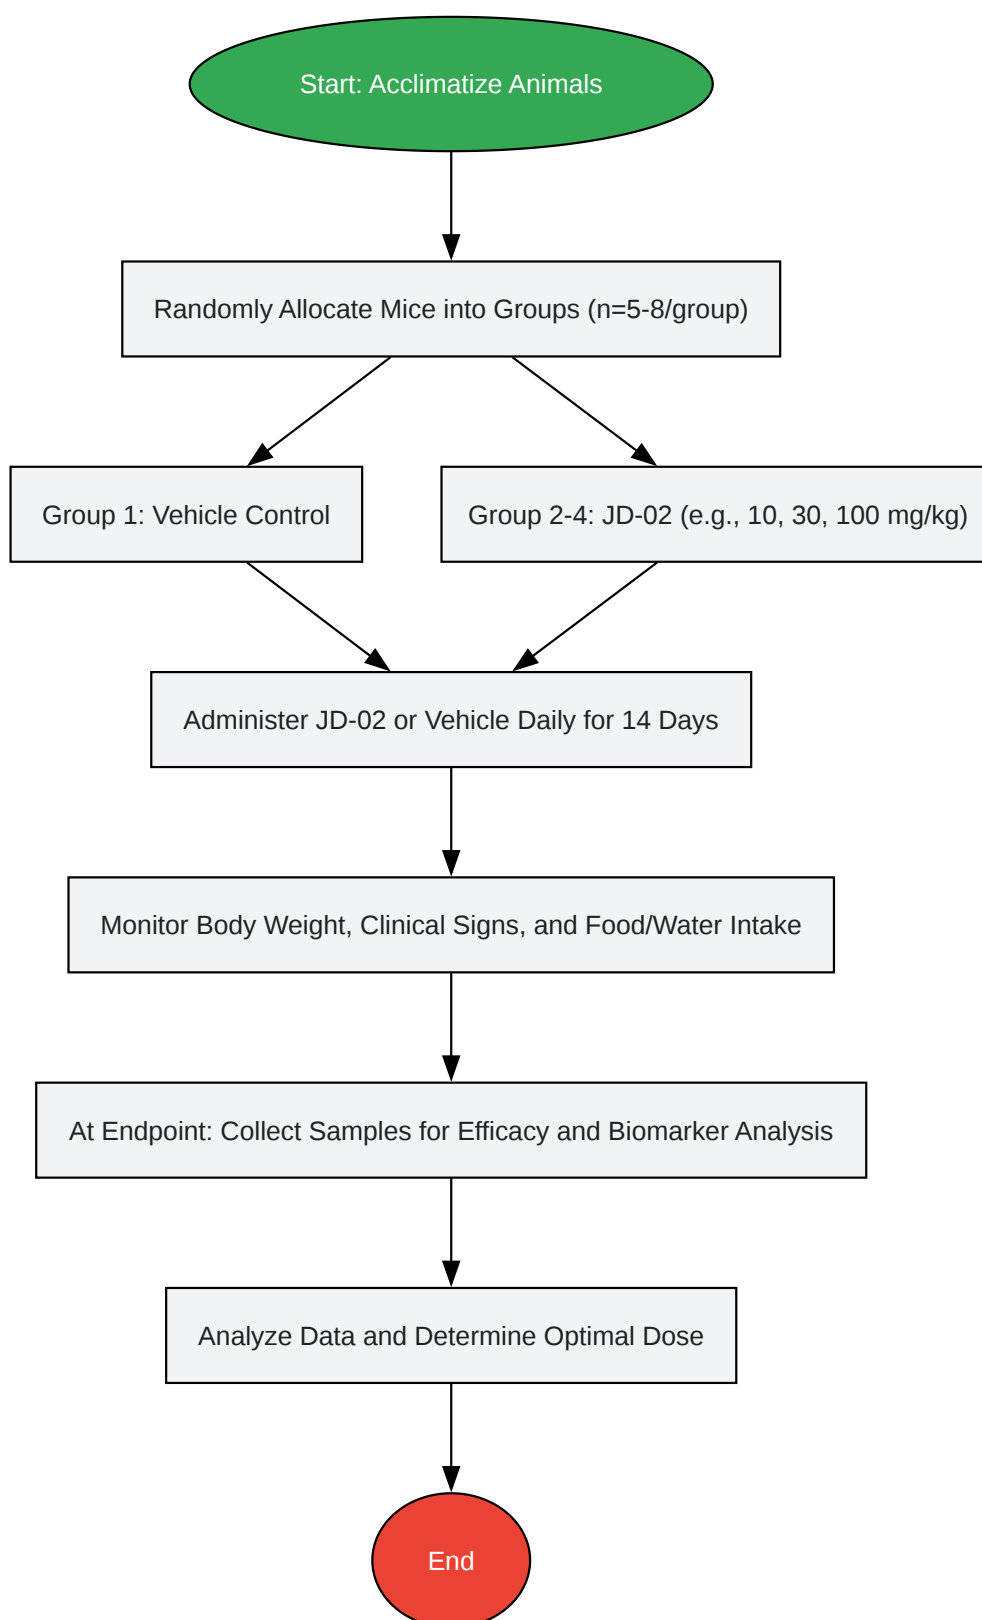 Start: Acclimatize Animals
Randomly Allocate Mice into Groups (n=5-8/group)
Group 1: Vehicle Control
Group 2-4: JD-02 (e.g., 10, 30, 100 mg/kg)
Administer JD-02 or Vehicle Daily for 14 Days
Monitor Body Weight, Clinical Signs, and Food/Water Intake
At Endpoint: Collect Samples for Efficacy and Biomarker Analysis
Analyze Data and Determine Optimal Dose
End